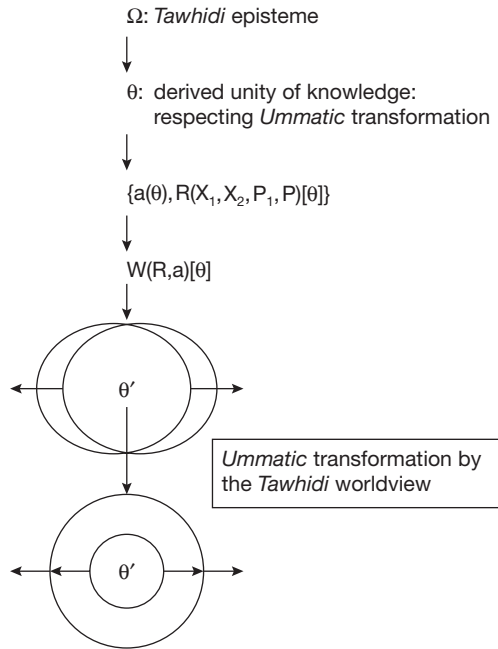 Ω: Tawhidi episteme
θ: derived unity of knowledge:
respecting Ummatic transformation
{a(θ),R(X₁,X₂,P₁,P)[θ]}
W(R,a)[θ]
θ′
Ummatic transformation by
the Tawhidi worldview
θ′